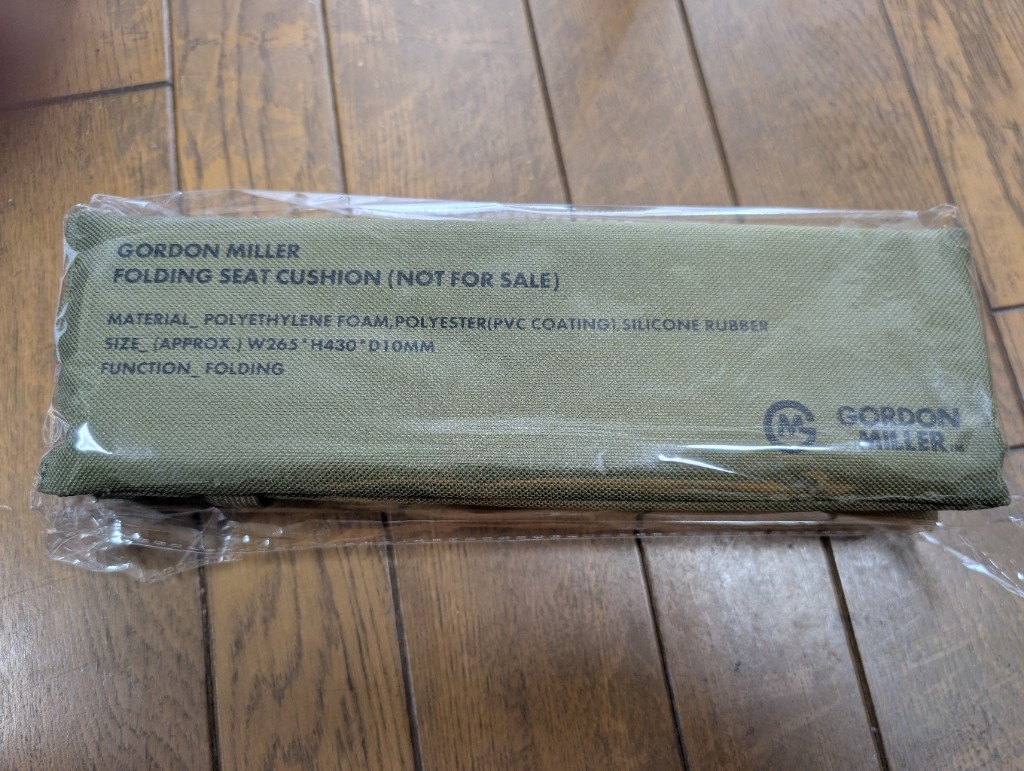 GORDON MILLER
FOLDING SEAT CUSHION (NOT FOR SALE)
MATERIAL_ POLYETHYLENE FOAM,POLYESTER(PVC COATING),SILICONE RUBBER
SIZE_ (APPROX.) W265*H430*D10MM
FUNCTION_ FOLDING
GORDON
MILLER